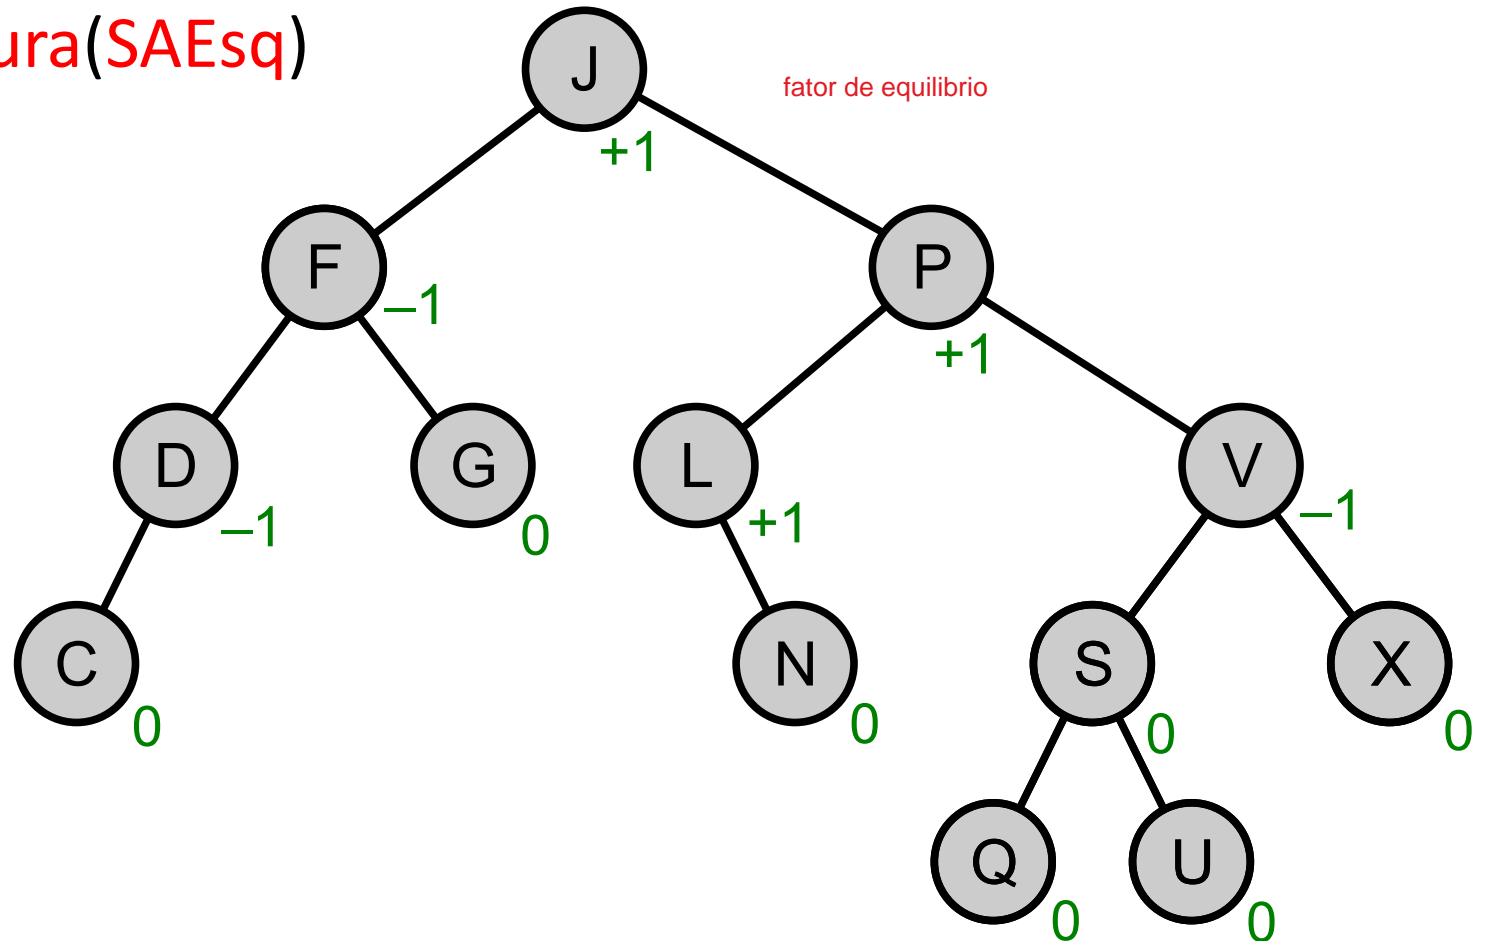 ura(SAEsq)
J
fator de equilibrio
+1
F
P
–1
+1
D
G
L
V
–1
0
+1
–1
C
N
S
X
0
0
0
0
Q
U
0
0